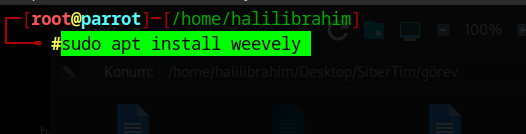 [root@parrot]-[/home/halilibrahim]
#sudo apt install weevely
100%
Konum: /home/halilibrahim/Desktop/SiberTim/görev